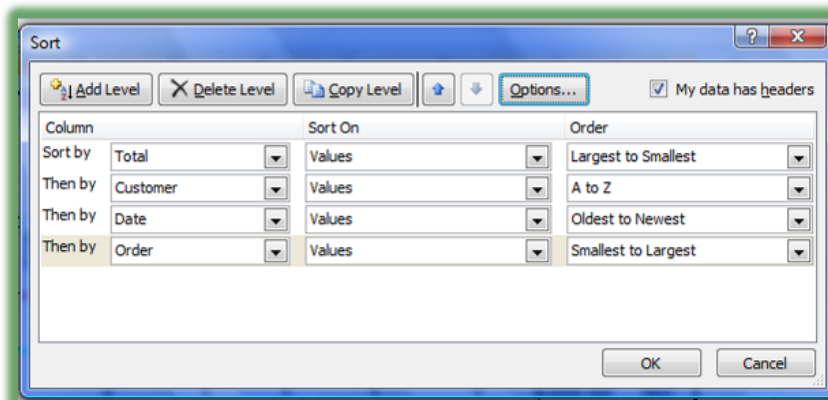 Sort
Add Level Delete Level Copy Level Options... My data has headers
Column Sort On Order
Sort by Total Values Largest to Smallest
Then by Customer Values A to Z
Then by Date Values Oldest to Newest
Then by Order Values Smallest to Largest
OK Cancel